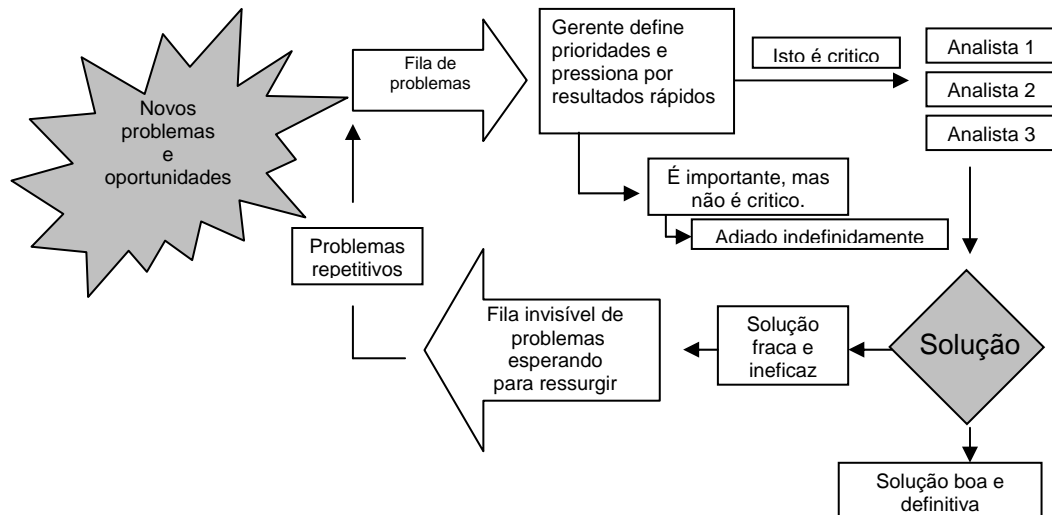 Novos
problemas
e
oportunidades
Fila de
problemas
Gerente define
prioridades e
pressiona por
resultados rápidos
Isto é critico
Analista 1
Analista 2
Analista 3
É importante, mas
não é critico.
Adiado indefinidamente
Problemas
repetitivos
Fila invisível de
problemas
esperando
para ressurgir
Solução
fraca e
ineficaz
Solução
Solução boa e
definitiva